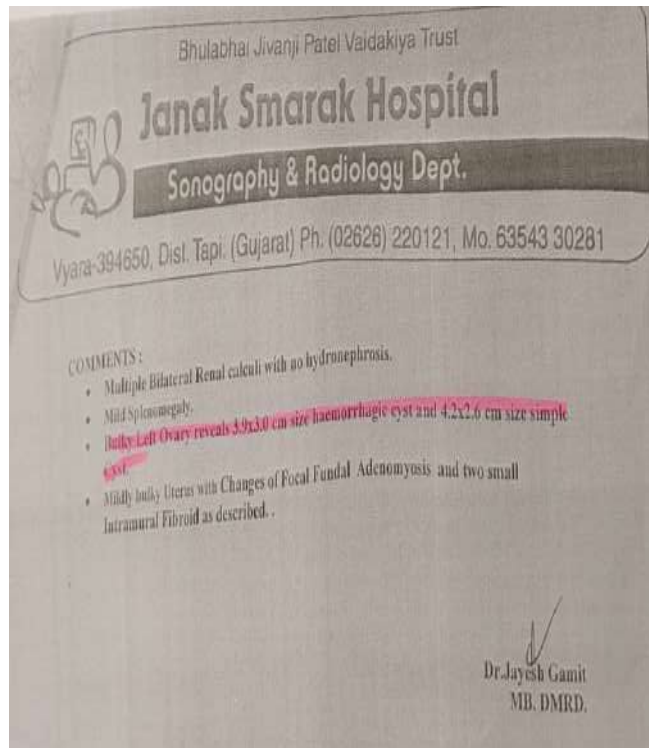 Bhulabhai Jivanji Patel Vaidakiya Trust
Janak Smarak Hospital
Sonography & Radiology Dept.
Vyara-394650, Dist. Tapi. (Gujarat) Ph. (02626) 220121, Mo. 63543 30281
COMMENTS :
• Multiple Bilateral Renal calculi with no hydronephrosis.
• Mild Splenomegaly.
• Bulky Left Ovary reveals 3.9x3.0 cm size haemorrhagic cyst and 4.2x2.6 cm size simple
cyst.
• Mildly bulky Uterus with Changes of Focal Fundal Adenomyosis and two small
Intramural Fibroid as described. .
Dr.Jayesh Gamit
MB. DMRD.